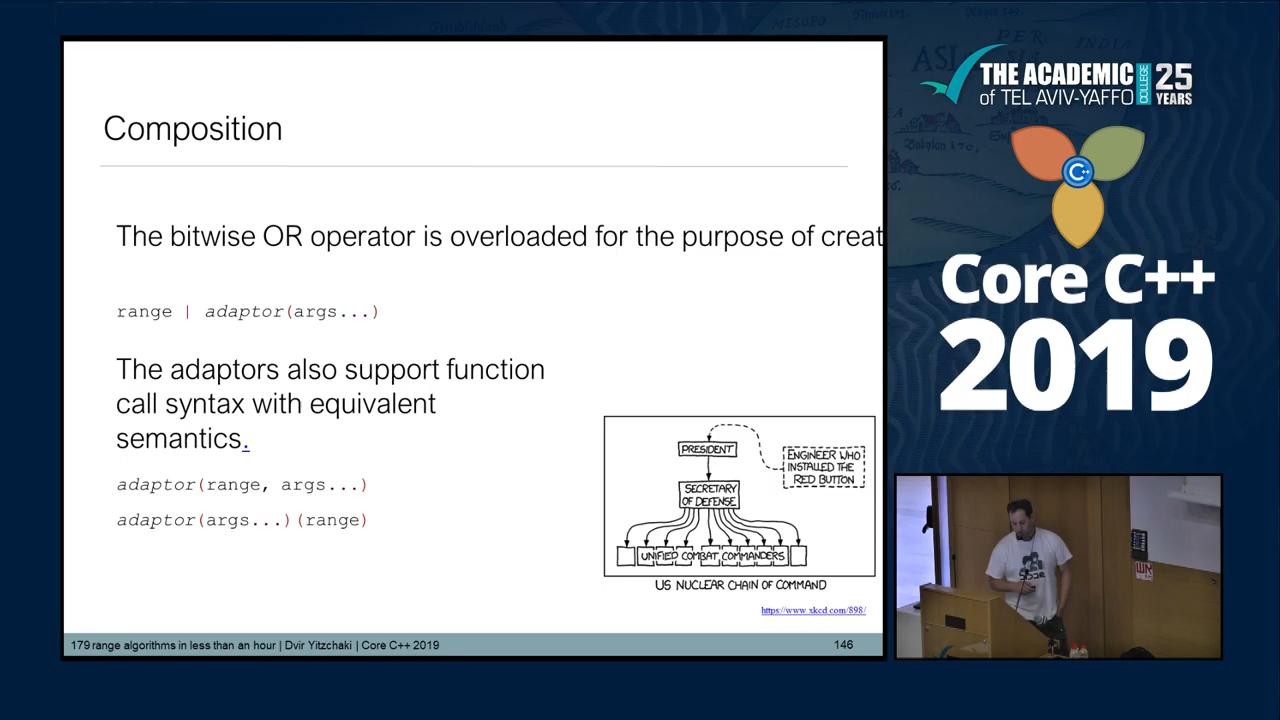 Composition
The bitwise OR operator is overloaded for the purpose of creat
range | adaptor(args...)
The adaptors also support function
call syntax with equivalent
semantics.
adaptor(range, args...)
adaptor(args...)(range)
PRESIDENT
ENGINEER WHO
INSTALLED THE
RED BUTTON
SECRETARY
OF DEFENSE
UNIFIED COMBAT COMMANDERS
US NUCLEAR CHAIN OF COMMAND
https://www.xkcd.com/898/
179 range algorithms in less than an hour | Dvir Yitzchaki | Core C++ 2019
146
THE ACADEMIC
of TEL AVIV-YAFFO
COLLEGE
25
YEARS
C++
Core C++
2019